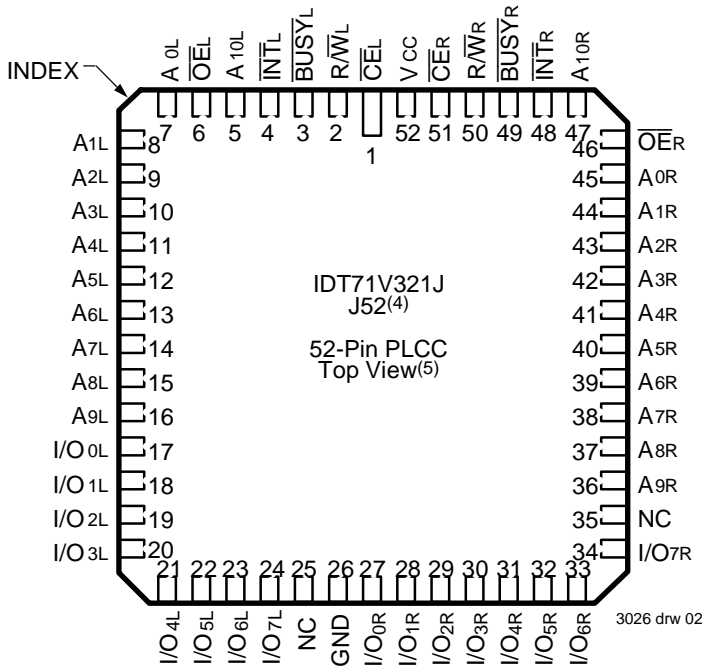 INDEX
A0L
OEL
A10L
INTL
BUSYL
R/WL
CEL
VCC
CER
R/WR
BUSYR
INTR
A10R
7 6 5 4 3 2 1 52 51 50 49 48 47
A1L 8
A2L 9
A3L 10
A4L 11
A5L 12
A6L 13
A7L 14
A8L 15
A9L 16
I/O0L 17
I/O1L 18
I/O2L 19
I/O3L 20
IDT71V321J
J52(4)
52-Pin PLCC
Top View(5)
46 OER
45 A0R
44 A1R
43 A2R
42 A3R
41 A4R
40 A5R
39 A6R
38 A7R
37 A8R
36 A9R
35 NC
34 I/O7R
21 22 23 24 25 26 27 28 29 30 31 32 33
I/O4L
I/O5L
I/O6L
I/O7L
NC
GND
I/O0R
I/O1R
I/O2R
I/O3R
I/O4R
I/O5R
I/O6R
3026 drw 02